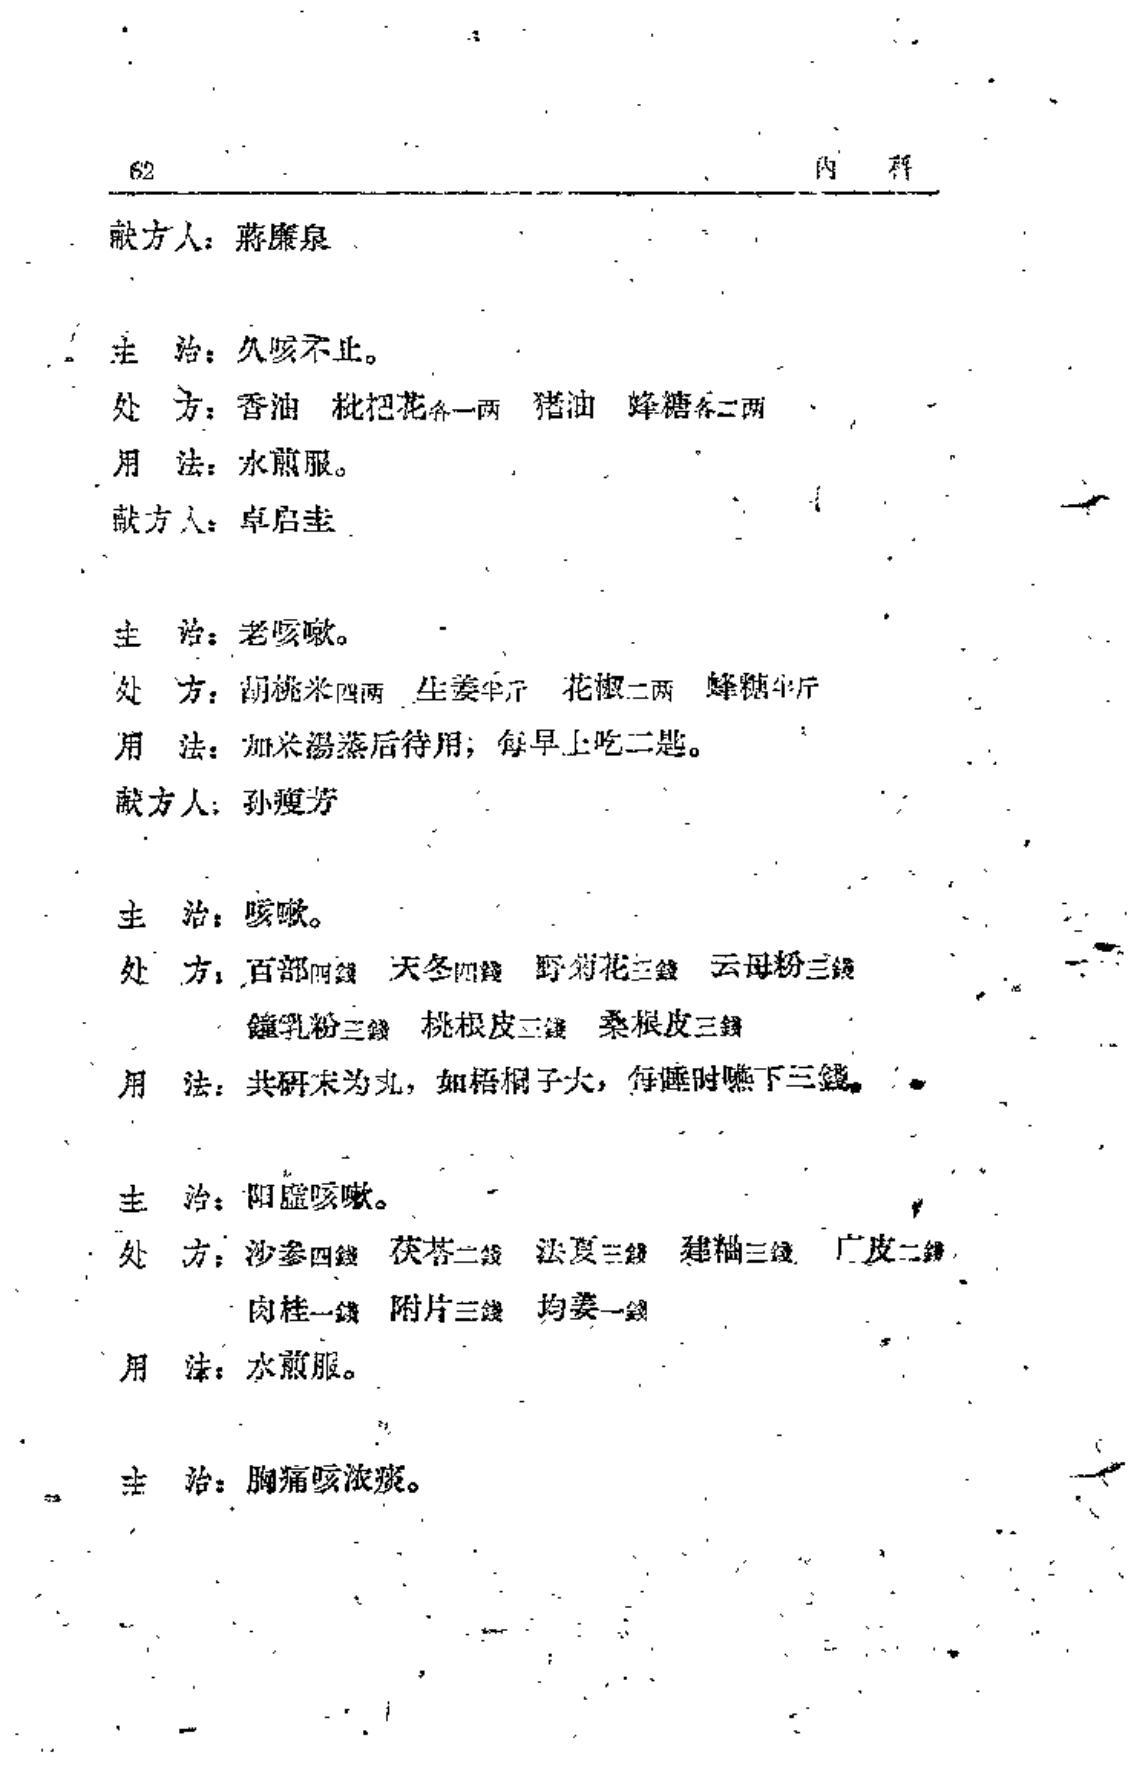 62 内 科
献方人：蔣廉泉
主 治：久咳不止。
处 方：香油 枇把花各一两 猪油 蜂糖各二两
用 法：水煎服。
献方人：卓启圭
主 治：老咳嗽。
处 方：胡桃米四两 生姜半斤 花椒二两 蜂糖半斤
用 法：加米湯蒸后待用；每早上吃二匙。
献方人：孙瘦芳
主 治：咳嗽。
处 方：百部四錢 天冬四錢 野菊花三錢 云母粉三錢
鐘乳粉三錢 桃根皮三錢 桑根皮三錢
用 法：共研末为丸，如梧桐子大，每睡时嚥下三錢。
主 治：阳虚咳嗽。
处 方：沙参四錢 茯苓二錢 法夏三錢 建粬三錢 广皮二錢
肉桂一錢 附片三錢 均姜一錢
用 法：水煎服。
主 治：胸痛咳浓痰。